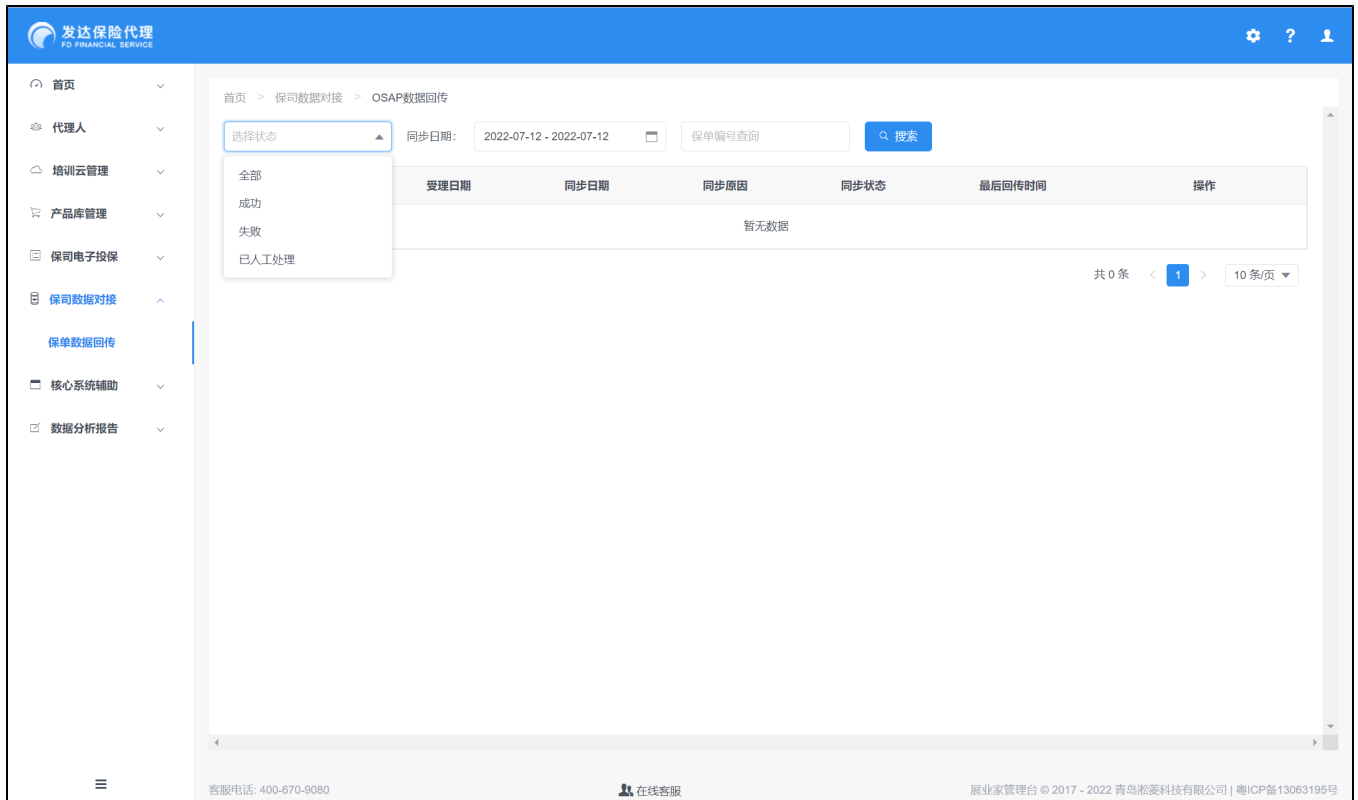 发达保险代理
FD FINANCIAL SERVICE
?
首页
代理人
培训云管理
产品库管理
保司电子投保
保司数据对接
保单数据回传
核心系统辅助
数据分析报告
首页 > 保司数据对接 > OSAP数据回传
选择状态 同步日期: 2022-07-12 - 2022-07-12 保单编号查询 搜索
全部
成功
失败
已人工处理
受理日期 同步日期 同步原因 同步状态 最后回传时间 操作
暂无数据
共 0 条 < 1 > 10 条/页
客服电话: 400-670-9080 在线客服 展业家管理台 © 2017 - 2022 青岛淞菱科技有限公司 | 粤ICP备13063195号